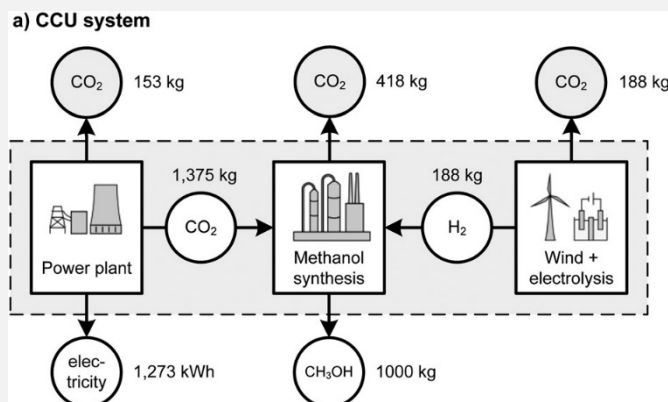 a) CCU system
CO₂ 153 kg
CO₂ 418 kg
CO₂ 188 kg
1,375 kg
188 kg
CO₂
H₂
Power plant
Methanol
synthesis
Wind +
electrolysis
elec-
tricity
1,273 kWh
CH₃OH 1000 kg